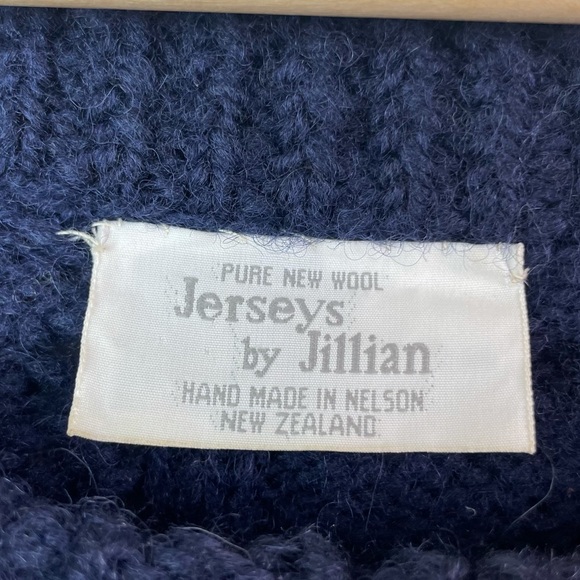 PURE NEW WOOL
Jerseys
by Jillian
HAND MADE IN NELSON
NEW ZEALAND